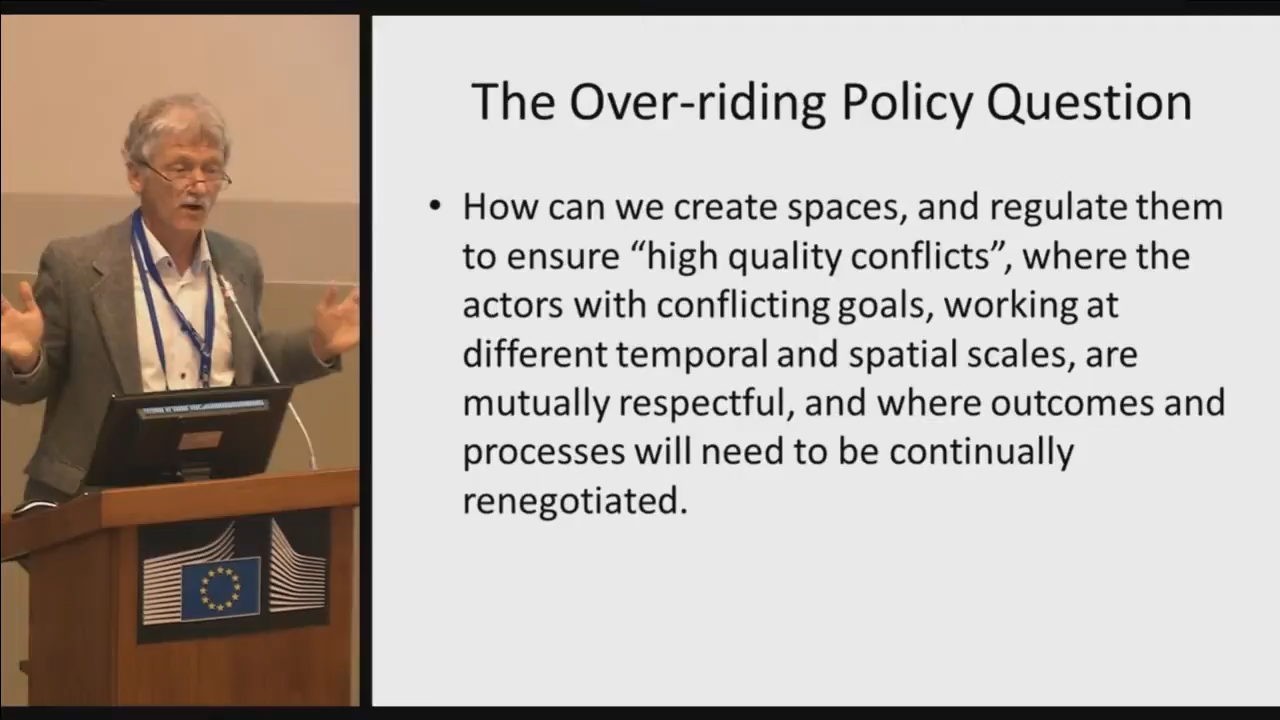 The Over-riding Policy Question
• How can we create spaces, and regulate them
to ensure “high quality conflicts”, where the
actors with conflicting goals, working at
different temporal and spatial scales, are
mutually respectful, and where outcomes and
processes will need to be continually
renegotiated.